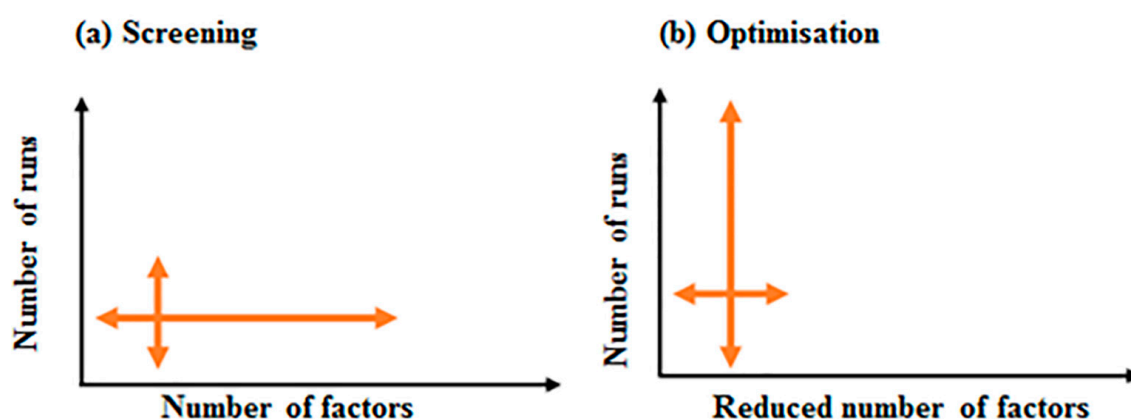 (a) Screening
Number of runs
Number of factors
(b) Optimisation
Number of runs
Reduced number of factors